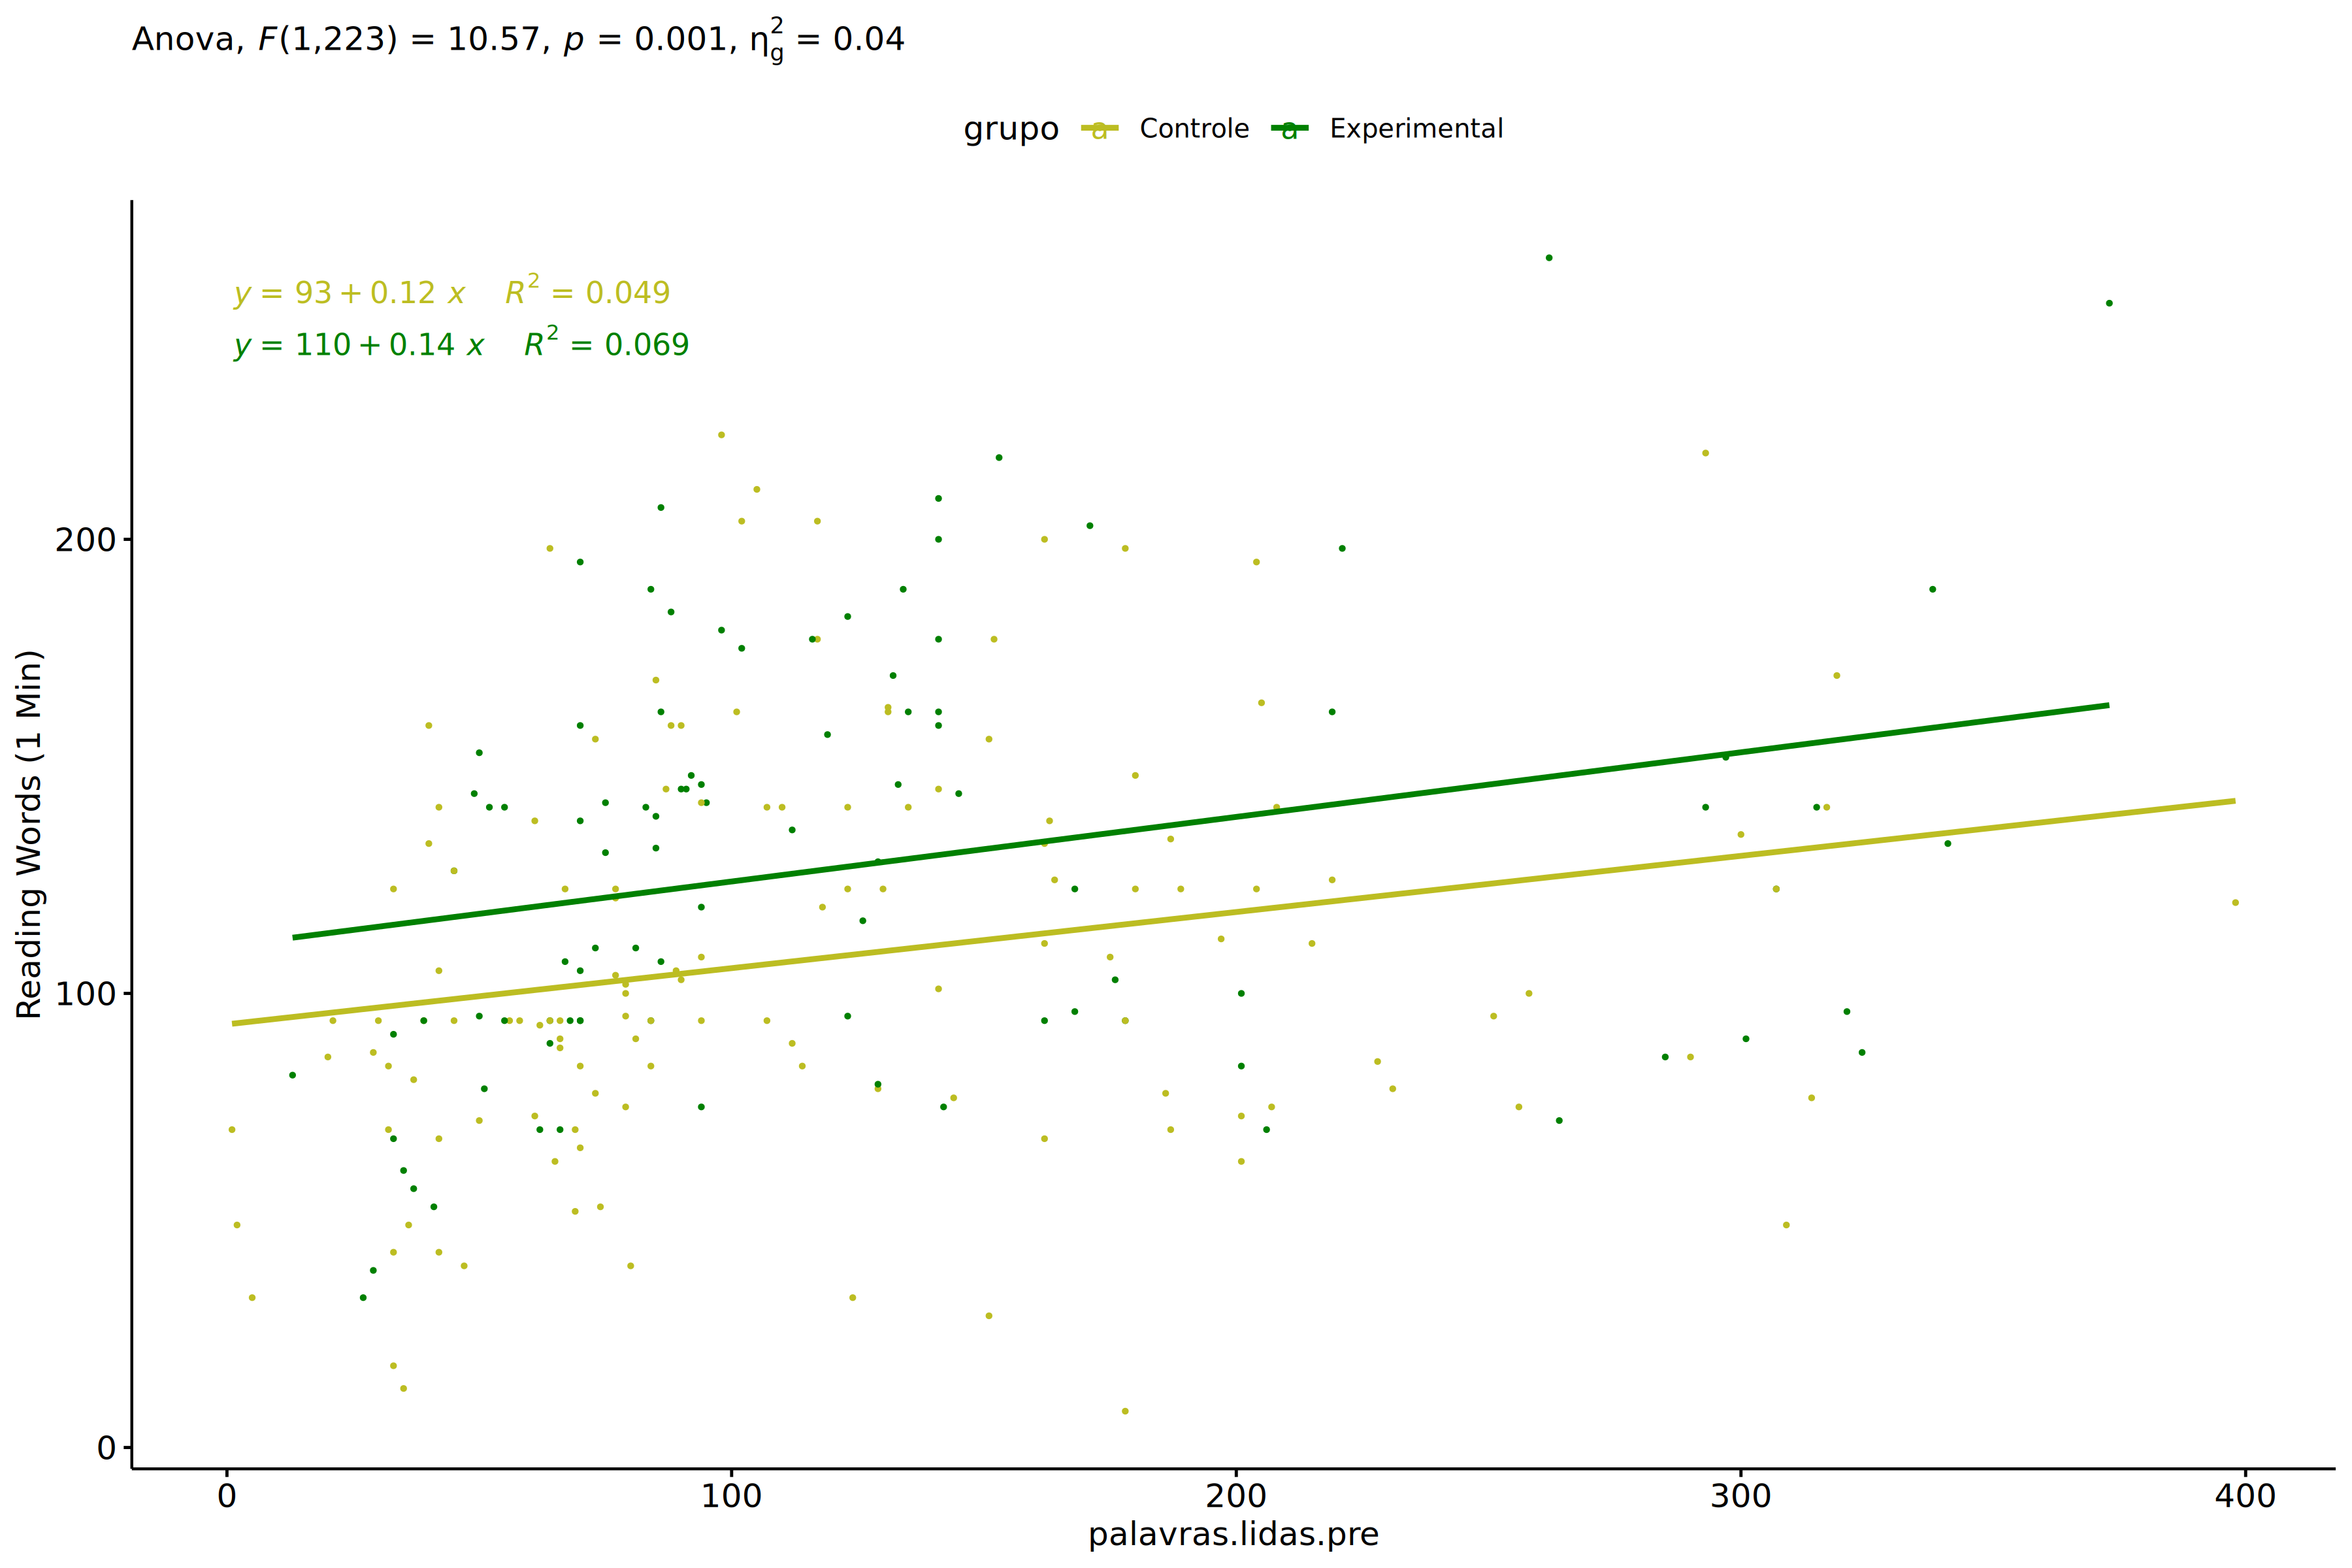 Anova, F(1,223) = 10.57, p = 0.001, η²g = 0.04
grupo a Controle a Experimental
y = 93 + 0.12 x R² = 0.049
y = 110 + 0.14 x R² = 0.069
Reading Words (1 Min)
200
100
0
0 100 200 300 400
palavras.lidas.pre